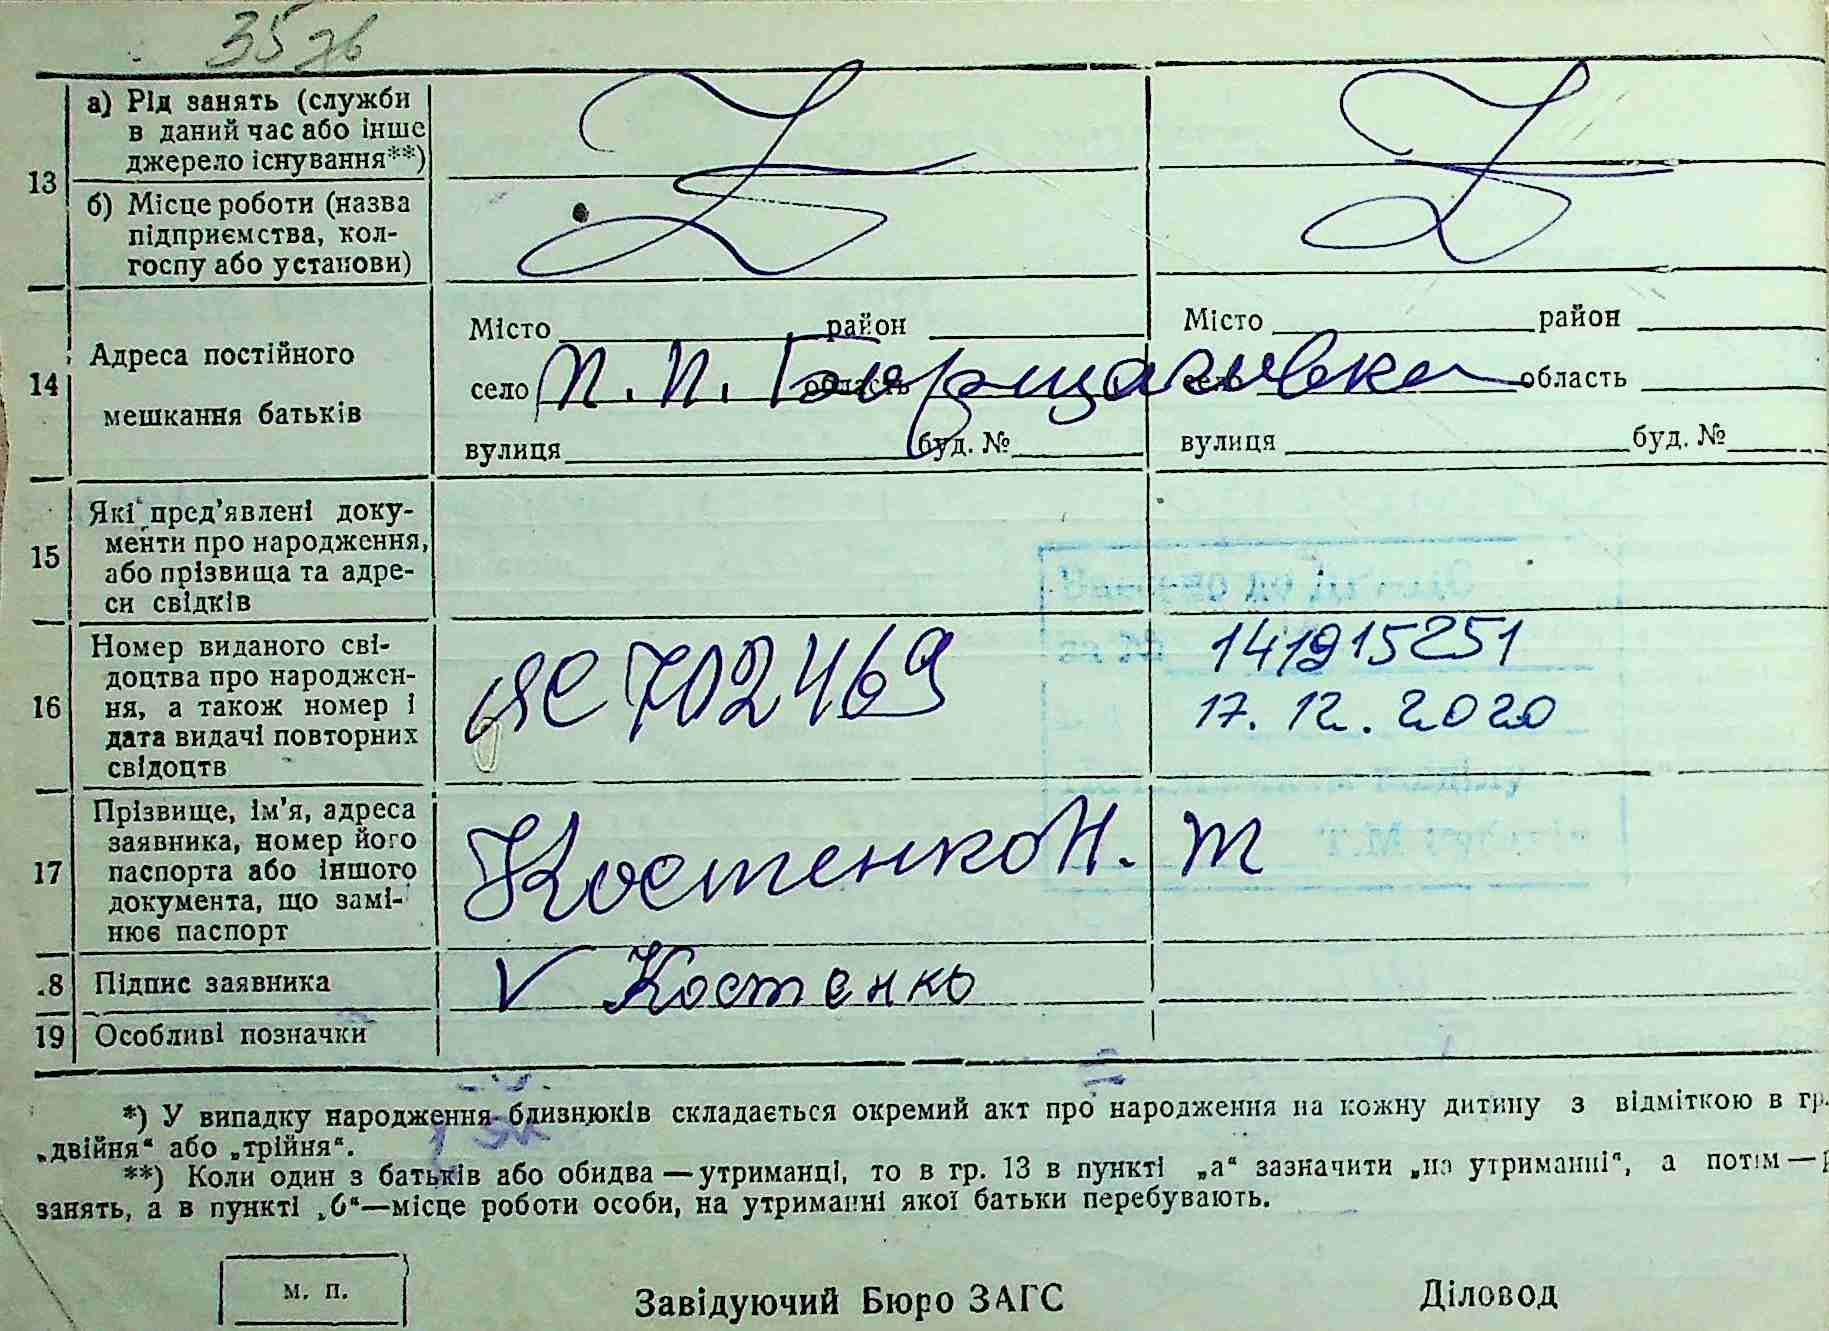 35 зв
13 а) Рід занять (служби
в даний час або інше
джерело існування**)
б) Місце роботи (назва
підприємства, кол-
госпу або установи)
14 Адреса постійного
мешкання батьків
Місто район Місто район
село П. П. Борщагівка область село область
вулиця буд. № вулиця буд. №
15 Які пред'явлені доку-
менти про народження,
або прізвища та адре-
си свідків
16 Номер виданого сві-
доцтва про народжен-
ня, а також номер і
дата видачі повторних
свідоцтв
ЯС 702469 141915251
17.12.2020
17 Прізвище, ім'я, адреса
заявника, номер його
паспорта або іншого
документа, що замі-
нює паспорт
Костенко Н. Т
.8 Підпис заявника V Костенко
19 Особливі позначки
*) У випадку народження близнюків складається окремий акт про народження на кожну дитину з відміткою в гр.
„двійня“ або „трійня“.
**) Коли один з батьків або обидва — утриманці, то в гр. 13 в пункті „а“ зазначити „на утриманні“, а потім —
занять, а в пункті „б“—місце роботи особи, на утриманні якої батьки перебувають.
м. п. Завідуючий Бюро ЗАГС Діловод